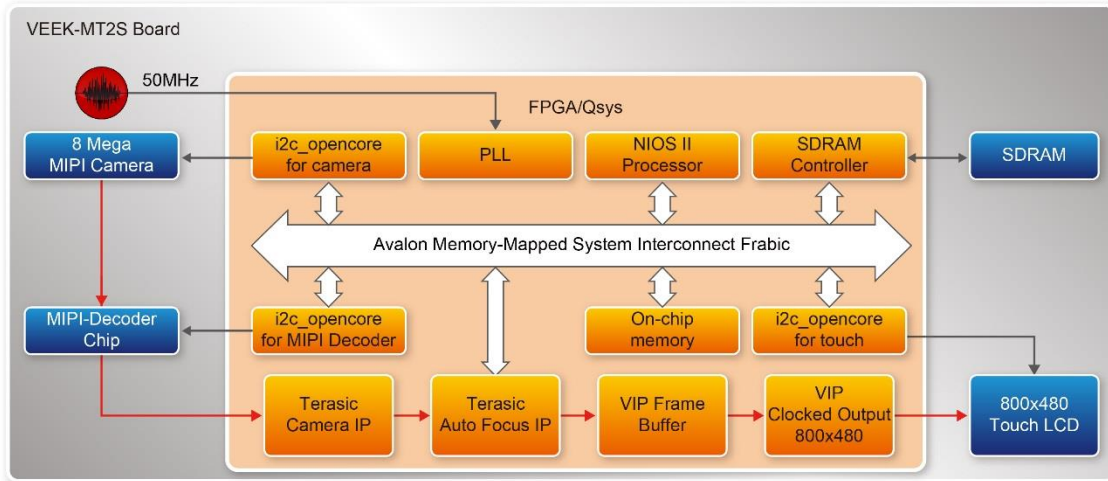 VEEK-MT2S Board
50MHz
FPGA/Qsys
8 Mega
MIPI Camera
i2c_opencore
for camera
PLL
NIOS II
Processor
SDRAM
Controller
SDRAM
Avalon Memory-Mapped System Interconnect Frabic
MIPI-Decoder
Chip
i2c_opencore
for MIPI Decoder
On-chip
memory
i2c_opencore
for touch
Terasic
Camera IP
Terasic
Auto Focus IP
VIP Frame
Buffer
VIP
Clocked Output
800x480
800x480
Touch LCD